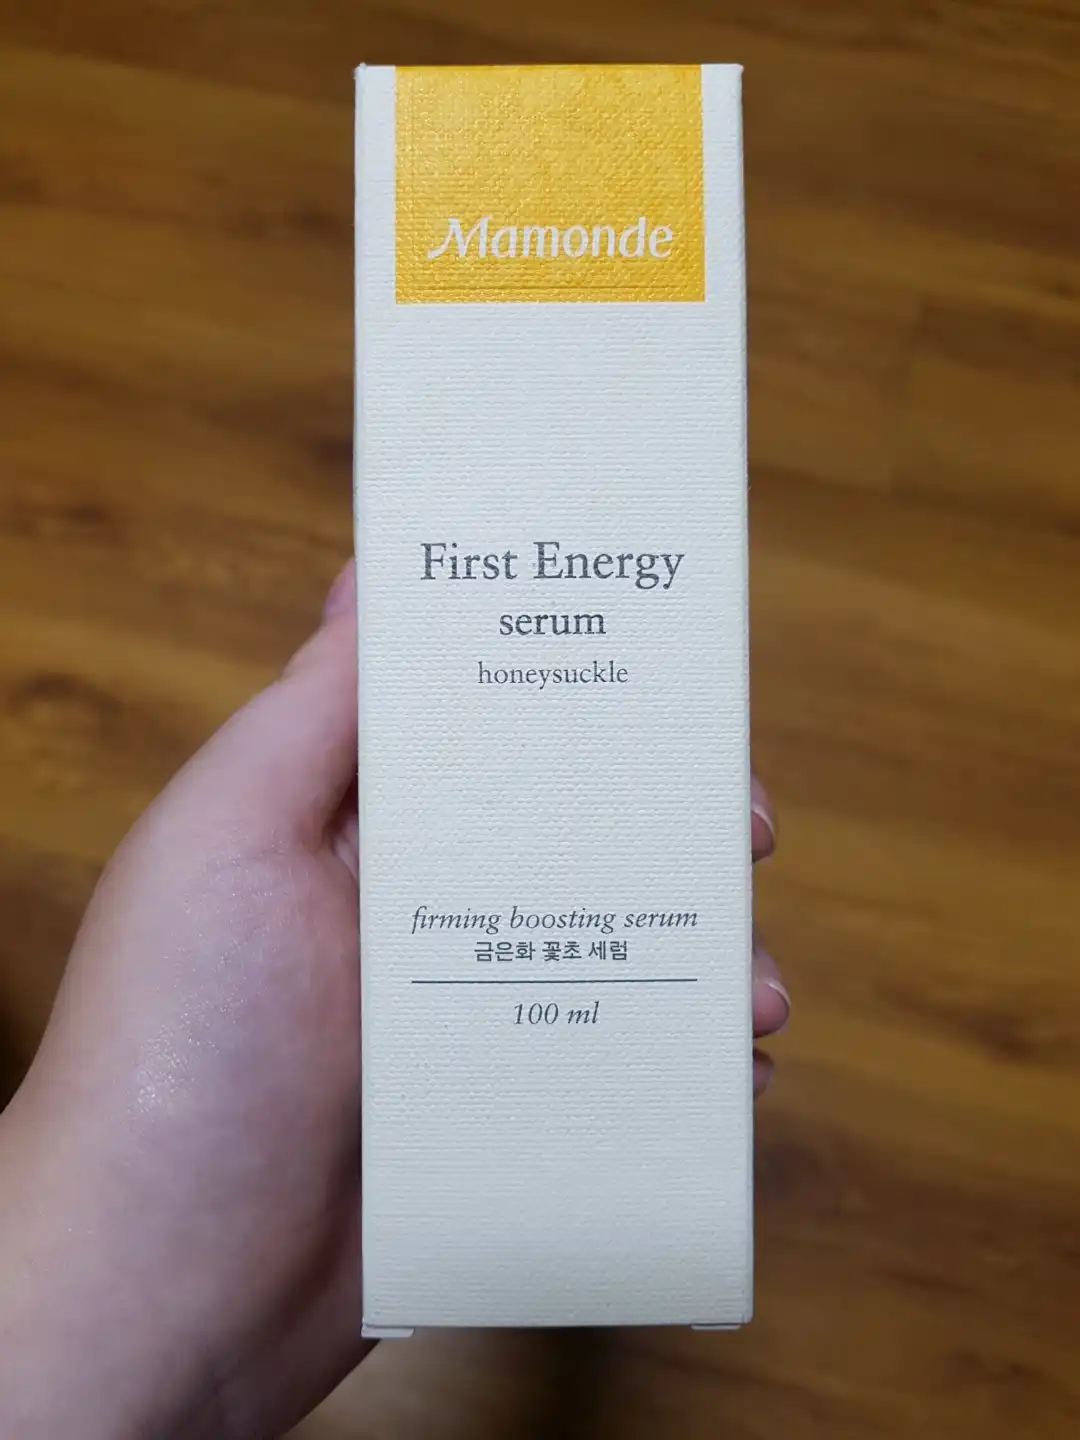 Mamonde
First Energy
serum
honeysuckle
firming boosting serum
금은화 꽃초 세럼
100 ml